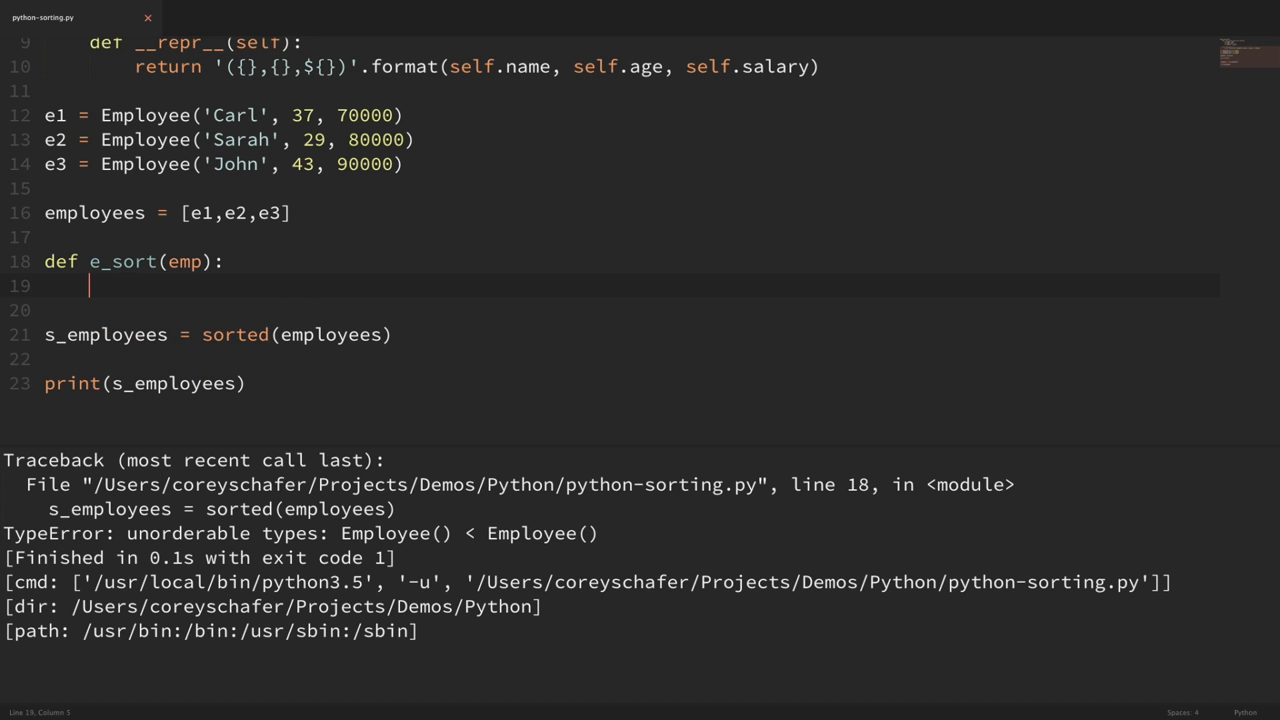 python-sorting.py ×
9     def __repr__(self):
10         return '({},{},${})'.format(self.name, self.age, self.salary)
11
12 e1 = Employee('Carl', 37, 70000)
13 e2 = Employee('Sarah', 29, 80000)
14 e3 = Employee('John', 43, 90000)
15
16 employees = [e1,e2,e3]
17
18 def e_sort(emp):
19
20
21 s_employees = sorted(employees)
22
23 print(s_employees)
Traceback (most recent call last):
  File "/Users/coreyschafer/Projects/Demos/Python/python-sorting.py", line 18, in <module>
    s_employees = sorted(employees)
TypeError: unorderable types: Employee() < Employee()
[Finished in 0.1s with exit code 1]
[cmd: ['/usr/local/bin/python3.5', '-u', '/Users/coreyschafer/Projects/Demos/Python/python-sorting.py']]
[dir: /Users/coreyschafer/Projects/Demos/Python]
[path: /usr/bin:/bin:/usr/sbin:/sbin]
Line 19, Column 5 Spaces: 4 Python